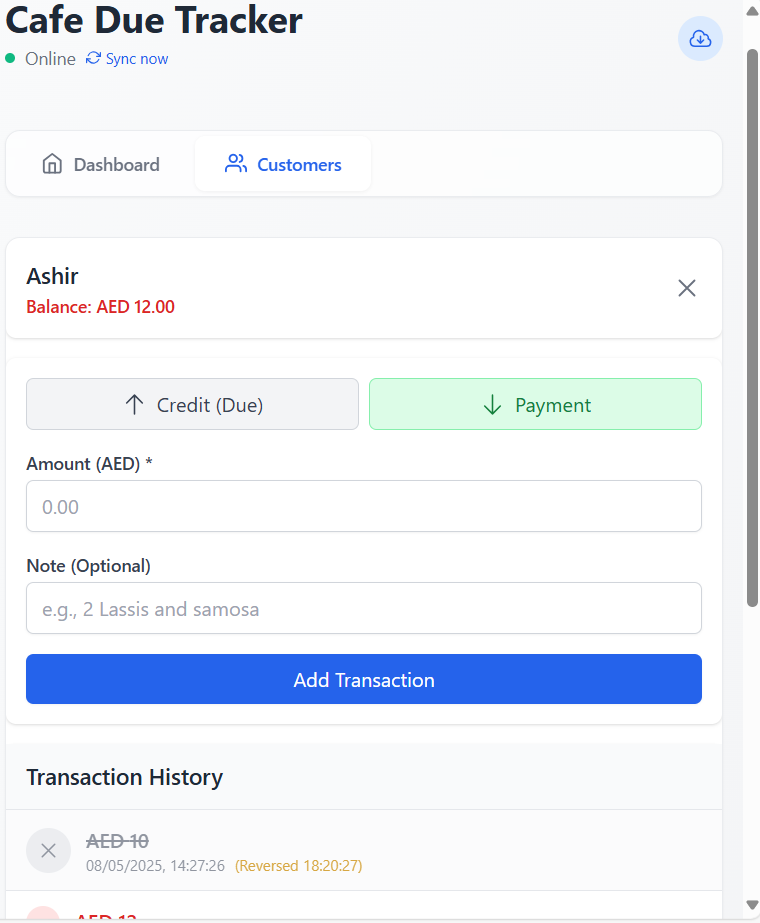 Cafe Due Tracker
Online Sync now
Dashboard Customers
Ashir
Balance: AED 12.00
Credit (Due) Payment
Amount (AED) *
0.00
Note (Optional)
e.g., 2 Lassis and samosa
Add Transaction
Transaction History
AED 10
08/05/2025, 14:27:26 (Reversed 18:20:27)
AED 12